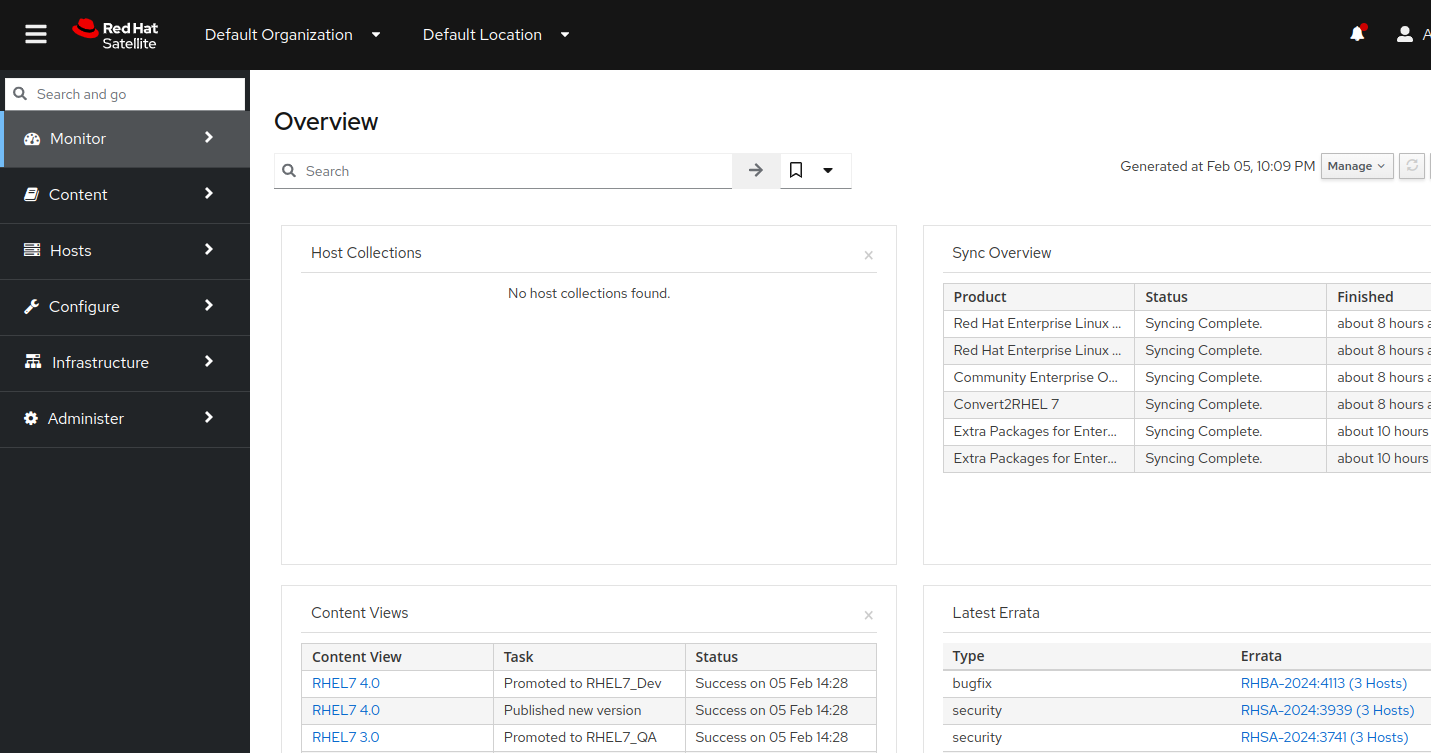 Red Hat
Satellite
Default Organization
Default Location
A
Search and go
Monitor
Content
Hosts
Configure
Infrastructure
Administer
Overview
Search
Generated at Feb 05, 10:09 PM
Manage
Host Collections
No host collections found.
Sync Overview
Product Status Finished
Red Hat Enterprise Linux ... Syncing Complete. about 8 hours a
Red Hat Enterprise Linux ... Syncing Complete. about 8 hours a
Community Enterprise O... Syncing Complete. about 8 hours a
Convert2RHEL 7 Syncing Complete. about 8 hours a
Extra Packages for Enter... Syncing Complete. about 10 hours
Extra Packages for Enter... Syncing Complete. about 10 hours
Content Views
Content View Task Status
RHEL7 4.0 Promoted to RHEL7_Dev Success on 05 Feb 14:28
RHEL7 4.0 Published new version Success on 05 Feb 14:28
RHEL7 3.0 Promoted to RHEL7_QA Success on 05 Feb 14:28
Latest Errata
Type Errata
bugfix RHBA-2024:4113 (3 Hosts)
security RHSA-2024:3939 (3 Hosts)
security RHSA-2024:3741 (3 Hosts)